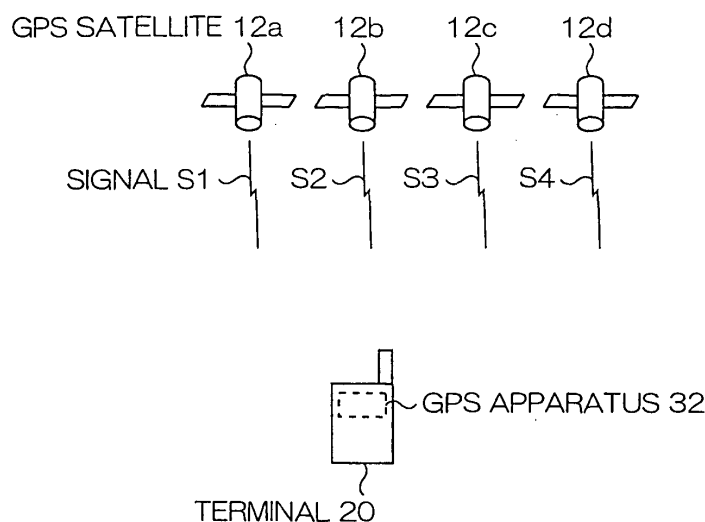 GPS SATELLITE 12a 12b 12c 12d
SIGNAL S1 S2 S3 S4
GPS APPARATUS 32
TERMINAL 20